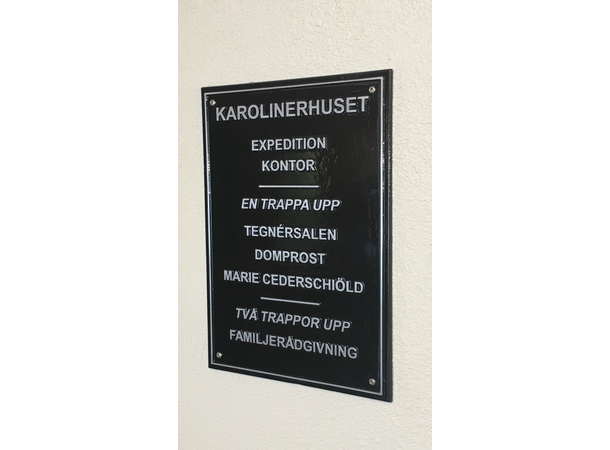 KAROLINERHUSET
EXPEDITION
KONTOR
EN TRAPPA UPP
TEGNÉRSALEN
DOMPROST
MARIE CEDERSCHIÖLD
TVÅ TRAPPOR UPP
FAMILJERÅDGIVNING